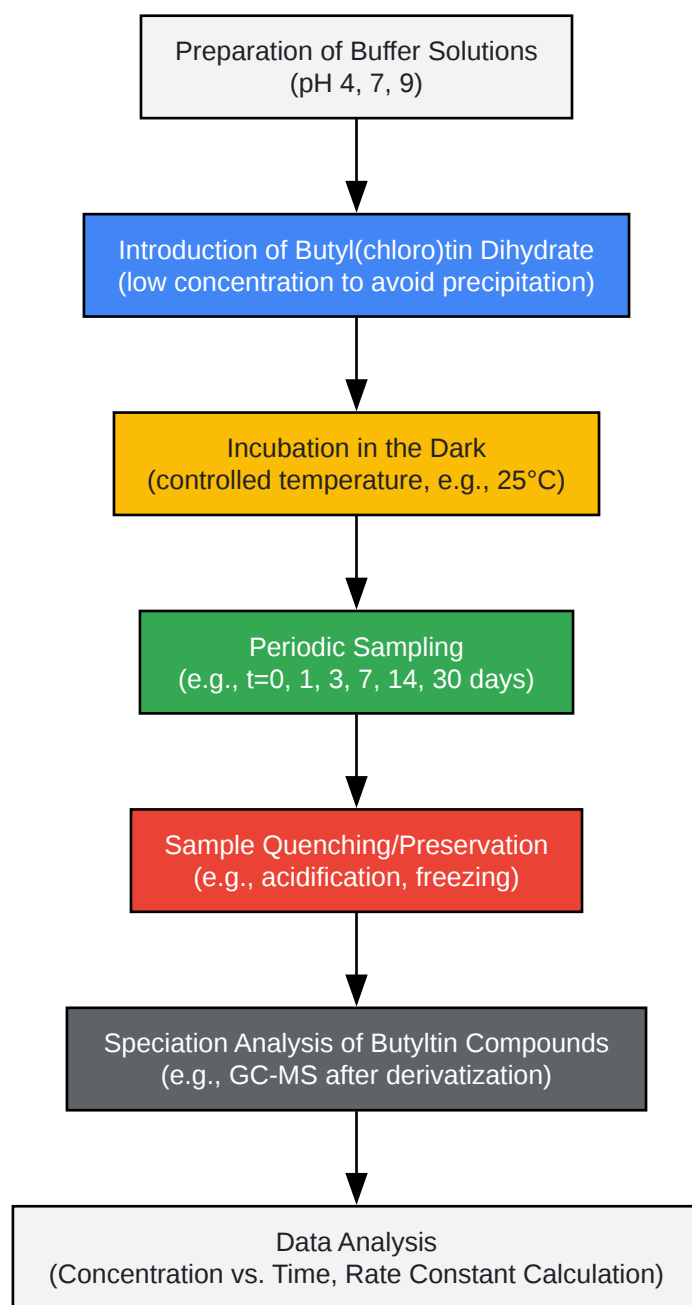 Preparation of Buffer Solutions
(pH 4, 7, 9)
Introduction of Butyl(chloro)tin Dihydrate
(low concentration to avoid precipitation)
Incubation in the Dark
(controlled temperature, e.g., 25°C)
Periodic Sampling
(e.g., t=0, 1, 3, 7, 14, 30 days)
Sample Quenching/Preservation
(e.g., acidification, freezing)
Speciation Analysis of Butyltin Compounds
(e.g., GC-MS after derivatization)
Data Analysis
(Concentration vs. Time, Rate Constant Calculation)